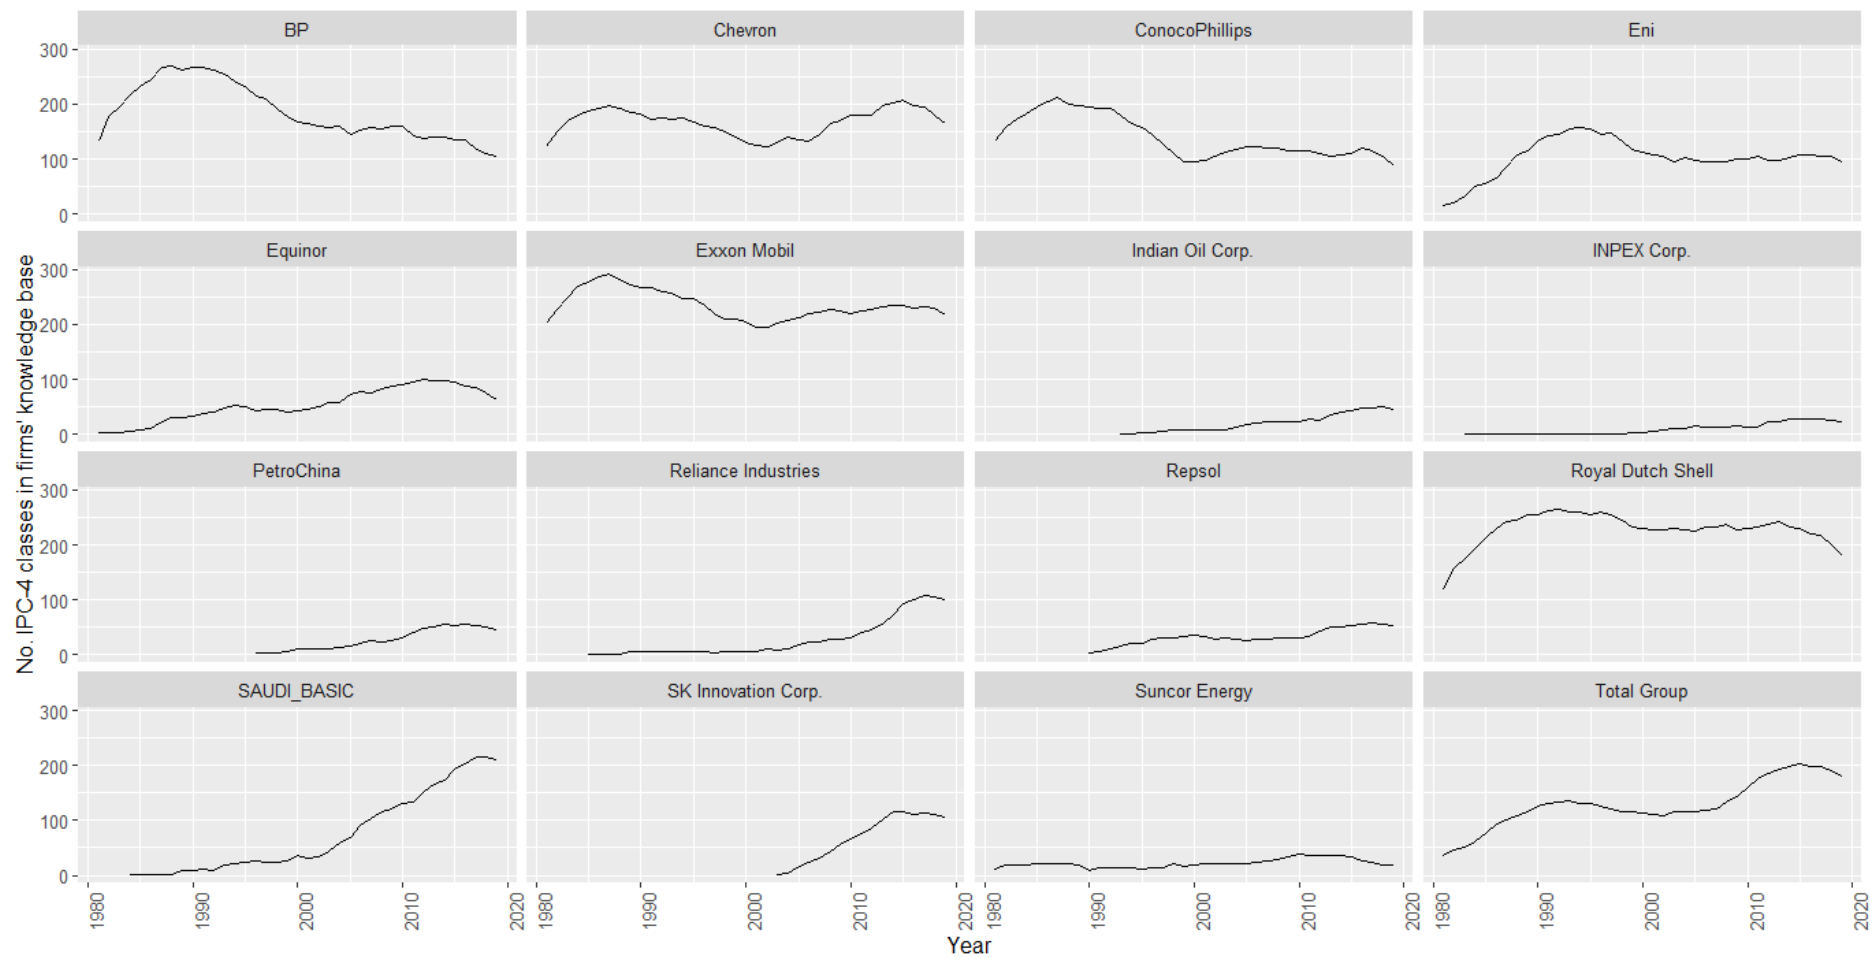 BP Chevron ConocoPhillips Eni
300
200
100
0
Equinor Exxon Mobil Indian Oil Corp. INPEX Corp.
300
200
100
0
PetroChina Reliance Industries Repsol Royal Dutch Shell
300
200
100
0
SAUDI_BASIC SK Innovation Corp. Suncor Energy Total Group
300
200
100
0
No. IPC-4 classes in firms' knowledge base
1980 1990 2000 2010 2020 1980 1990 2000 2010 2020 1980 1990 2000 2010 2020 1980 1990 2000 2010 2020
Year